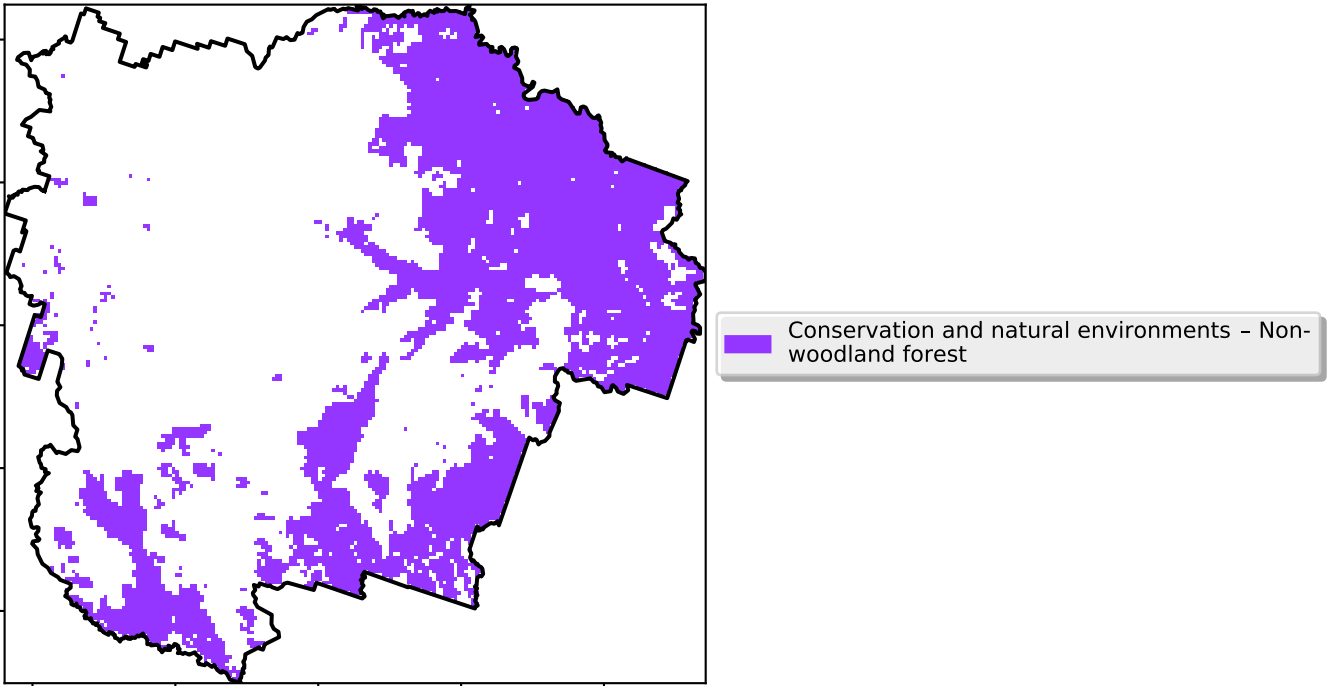 Conservation and natural environments – Non-
woodland forest